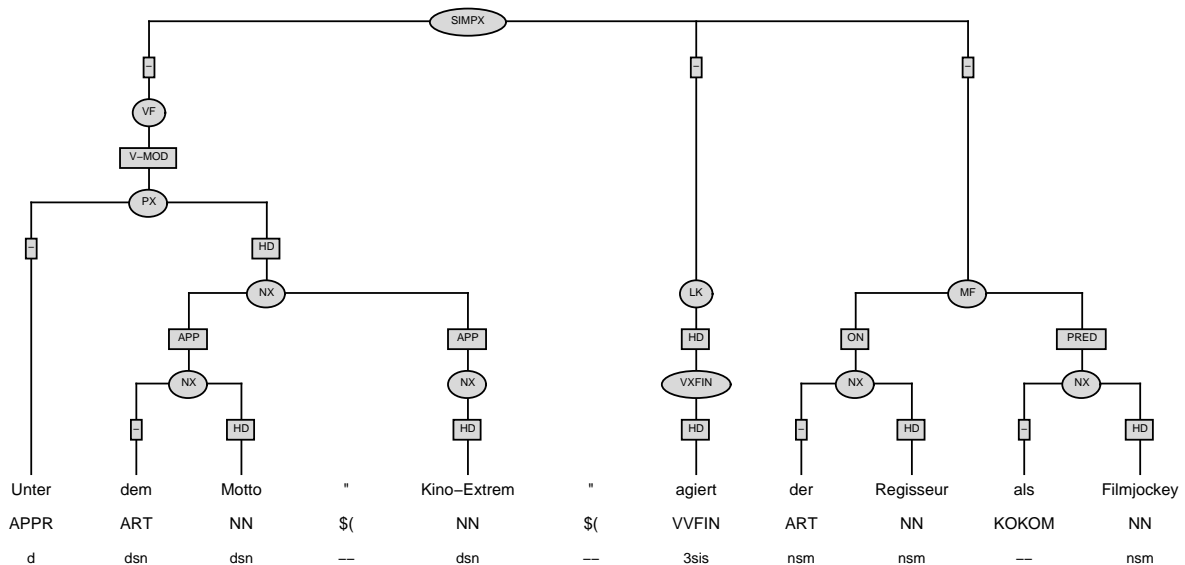 SIMPX
– – –
VF
V–MOD
PX
– HD
NX LK MF
APP APP HD ON PRED
NX NX VXFIN NX NX
– HD HD HD – HD – HD
Unter dem Motto " Kino–Extrem " agiert der Regisseur als Filmjockey
APPR ART NN $( NN $( VVFIN ART NN KOKOM NN
d dsn dsn –– dsn –– 3sis nsm nsm –– nsm